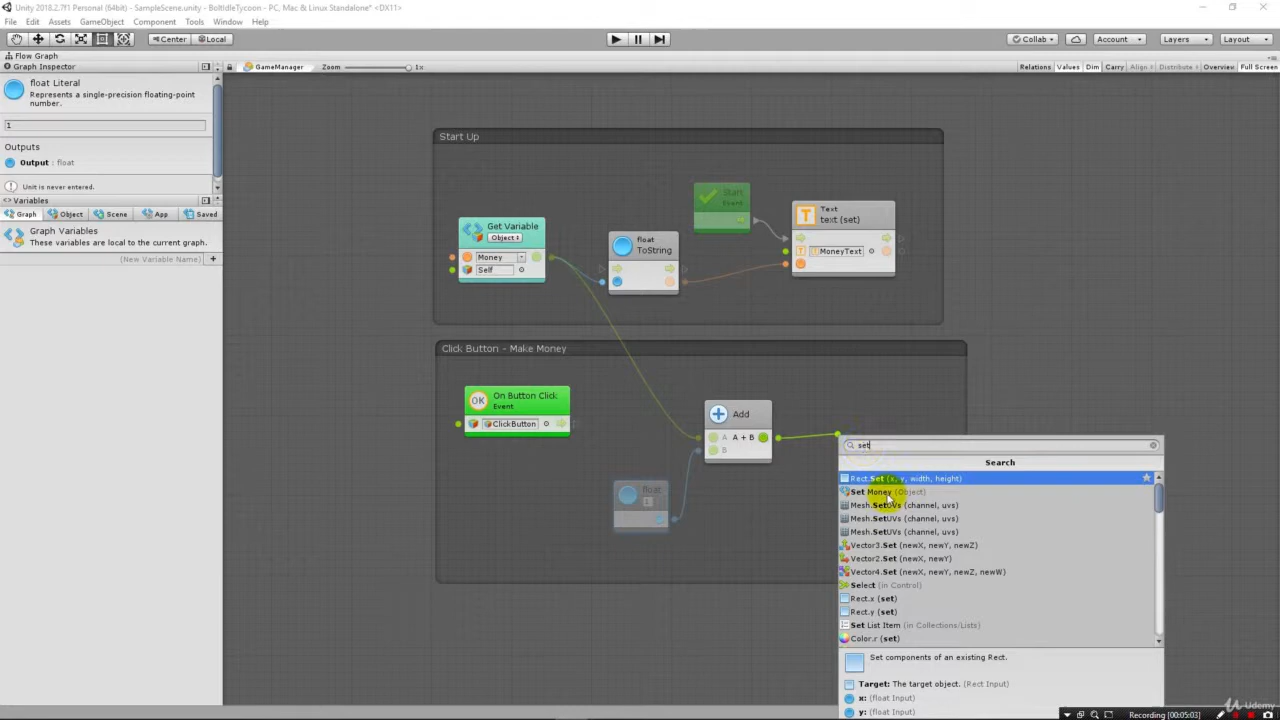 Unity 2018.2.7f1 Personal (64bit) - SampleScene.unity - BoltIdleTycoon - PC, Mac & Linux Standalone* <DX11>
File Edit Assets GameObject Component Tools Window Help
Center Local Collab Account Layers Layout
Flow Graph
Graph Inspector GameManager Zoom 1x Relations Values Dim Carry Align Distribute Overview Full Screen
float Literal
Represents a single-precision floating-point
number.
1
Outputs
Output : float
Unit is never entered.
Variables
Graph Object Scene App Saved
Graph Variables
These variables are local to the current graph.
(New Variable Name) +
Start Up
Start
Event
Text
text (set)
MoneyText
Get Variable
Object
Money
Self
float
ToString
Click Button - Make Money
On Button Click
Event
OK
ClickButton
Add
A A + B
B
float
1
set
Search
Rect.Set (x, y, width, height)
Set Money (Object)
Mesh.SetUVs (channel, uvs)
Mesh.SetUVs (channel, uvs)
Mesh.SetUVs (channel, uvs)
Vector3.Set (newX, newY, newZ)
Vector2.Set (newX, newY)
Vector4.Set (newX, newY, newZ, newW)
Select (in Control)
Rect.x (set)
Rect.y (set)
Set List Item (in Collections/Lists)
Color.r (set)
Set components of an existing Rect.
Target: The target object. (Rect Input)
x: (float Input)
y: (float Input)
Recording [00:05:03]
Udemy